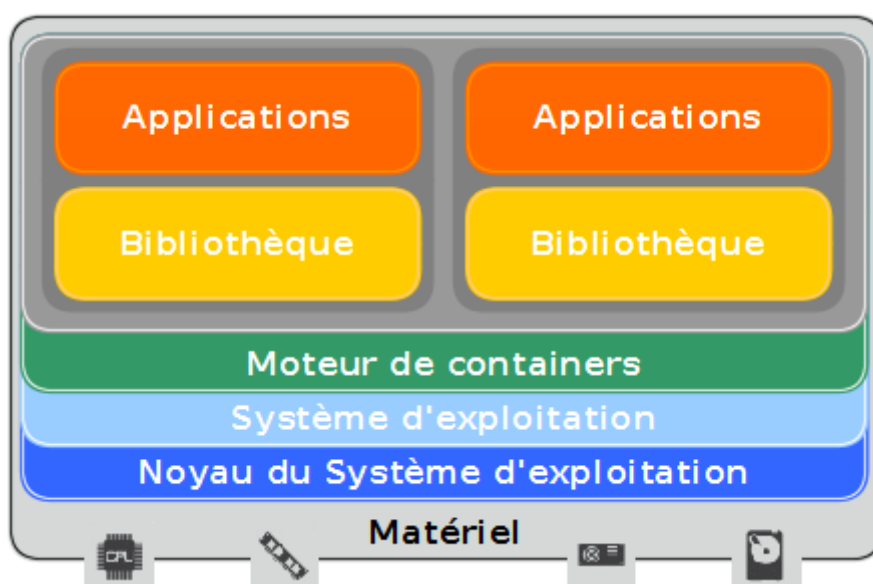 Applications
Applications
Bibliothèque
Bibliothèque
Moteur de containers
Système d'exploitation
Noyau du Système d'exploitation
Matériel